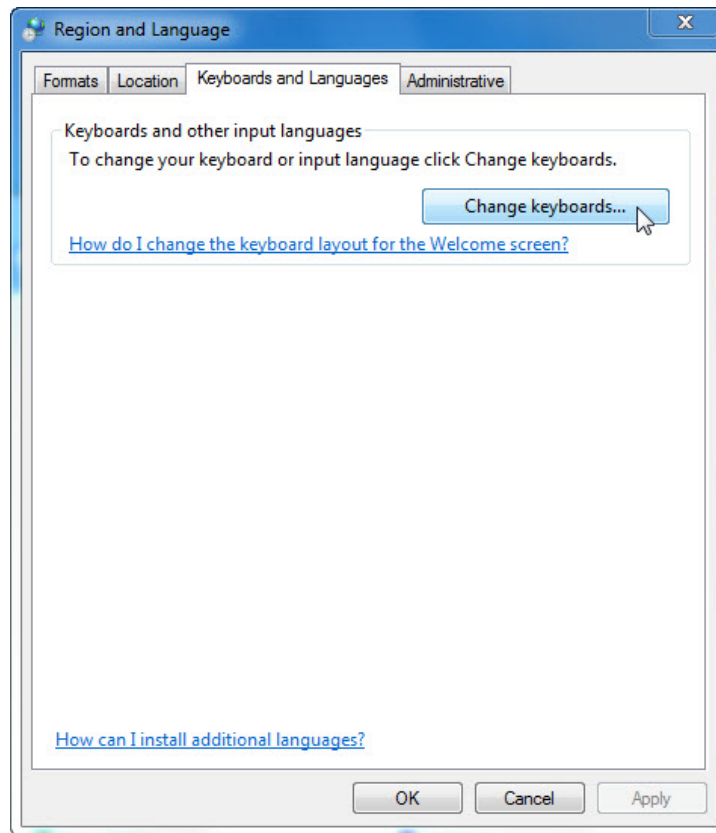 Region and Language
Formats Location Keyboards and Languages Administrative
Keyboards and other input languages
To change your keyboard or input language click Change keyboards.
Change keyboards...
How do I change the keyboard layout for the Welcome screen?
How can I install additional languages?
OK Cancel Apply